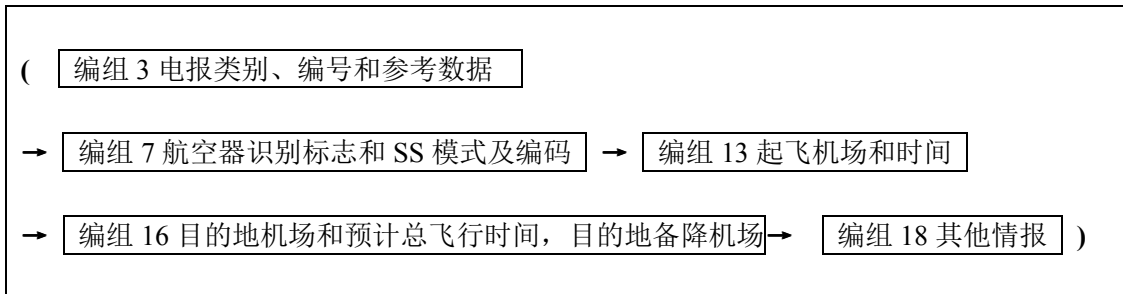 ( 编组 3 电报类别、编号和参考数据
→ 编组 7 航空器识别标志和 SS 模式及编码 → 编组 13 起飞机场和时间
→ 编组 16 目的地机场和预计总飞行时间，目的地备降机场→ 编组 18 其他情报 )